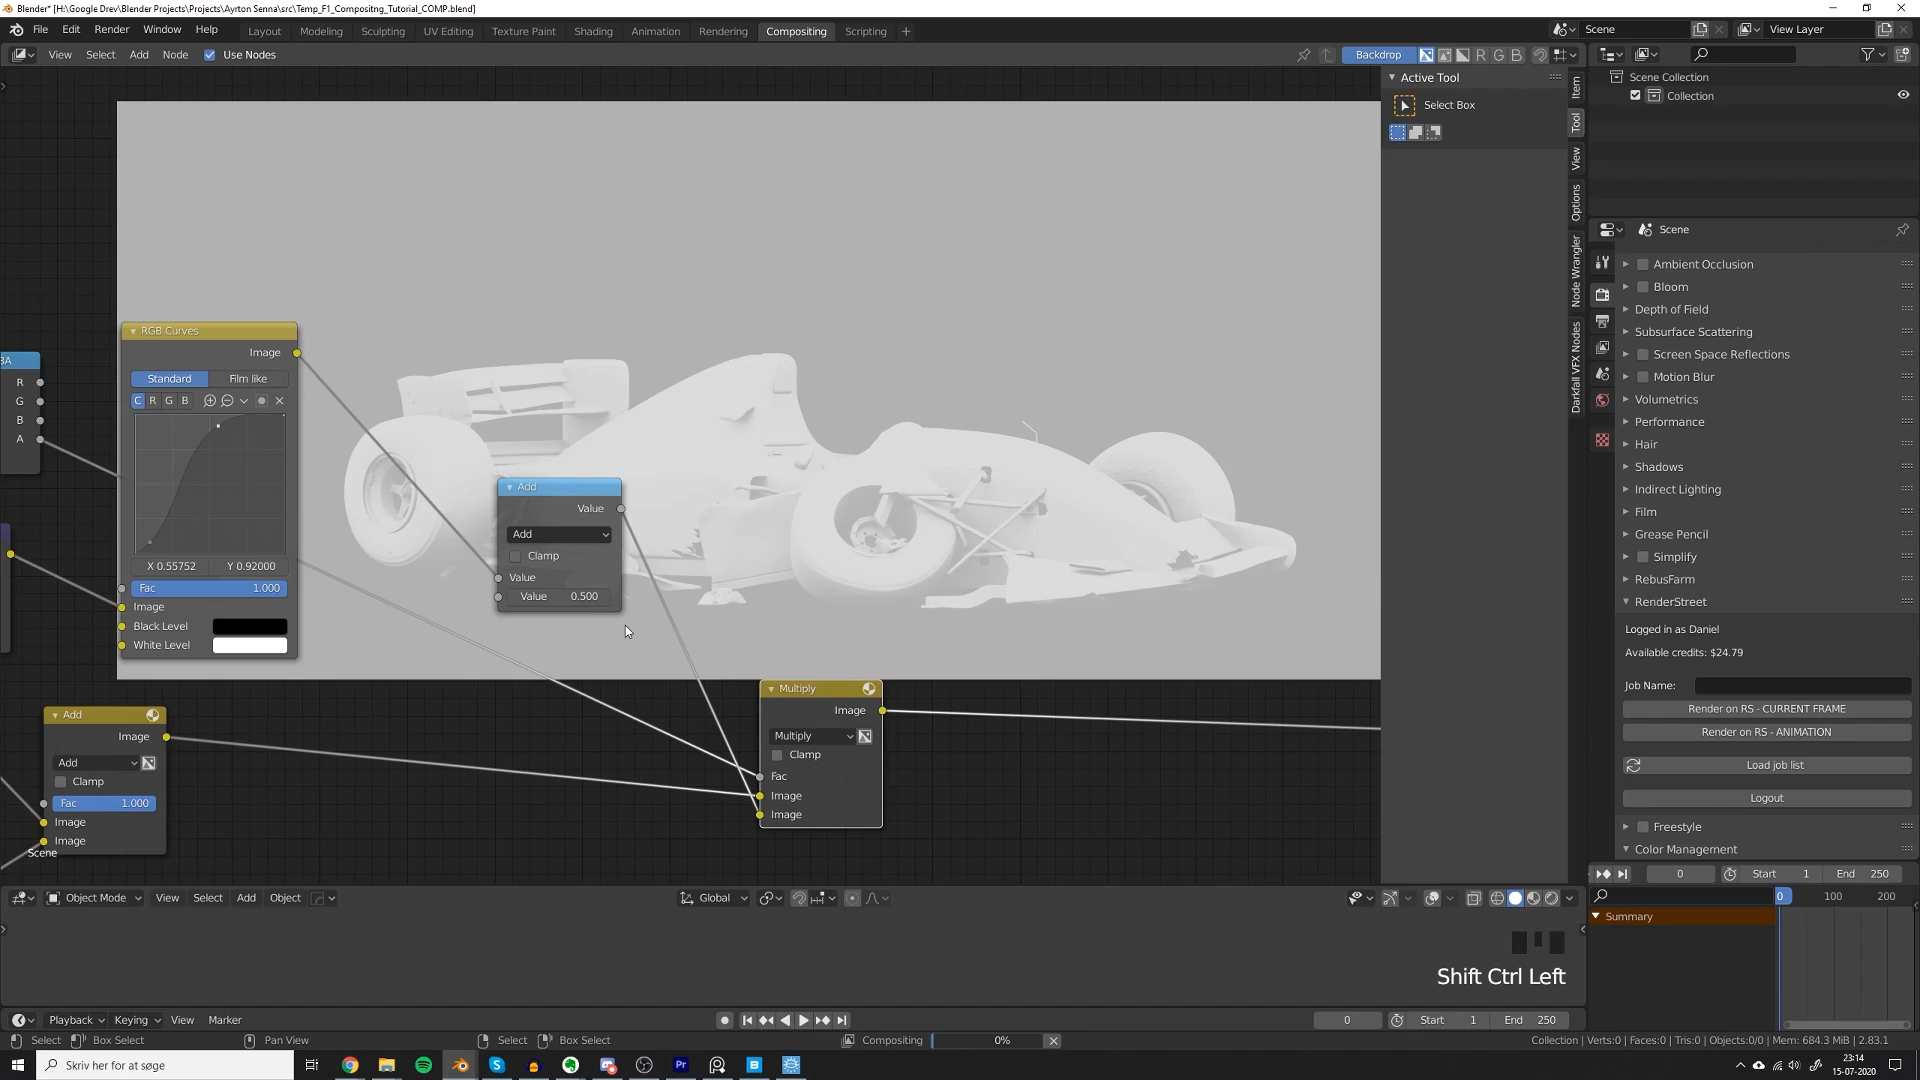 Blender* [H:\Google Drev\Blender Projects\Projects\Ayrton Senna\src\Temp_F1_Compositng_Tutorial_COMP.blend]
File Edit Render Window Help Layout Modeling Sculpting UV Editing Texture Paint Shading Animation Rendering Compositing Scripting + Scene View Layer
View Select Add Node Use Nodes Backdrop R G B
Active Tool
Select Box
Item
Tool
View
Options
Node Wrangler
Darkfall VFX Nodes
Scene Collection
Collection
Scene
Ambient Occlusion
Bloom
Depth of Field
Subsurface Scattering
Screen Space Reflections
Motion Blur
Volumetrics
Performance
Hair
Shadows
Indirect Lighting
Film
Grease Pencil
Simplify
RebusFarm
RenderStreet
Logged in as Daniel
Available credits: $24.79
Job Name:
Render on RS - CURRENT FRAME
Render on RS - ANIMATION
Load job list
Logout
Freestyle
Color Management
R
G
B
A
RGB Curves
Image
Standard Film like
C R G B
X 0.55752 Y 0.92000
Fac 1.000
Image
Black Level
White Level
Add
Value
Add
Clamp
Value
Value 0.500
Add
Image
Add
Clamp
Fac 1.000
Image
Image
Scene
Multiply
Image
Multiply
Clamp
Fac
Image
Image
0 Start 1 End 250
0 100 200
Summary
Object Mode View Select Add Object Global
Shift Ctrl Left
Playback Keying View Marker 0 Start 1 End 250
Select Box Select Pan View Select Box Select Compositing 0% Collection | Verts:0 | Faces:0 | Tris:0 | Objects:0/0 | Mem: 684.3 MiB | 2.83.1
Skriv her for at søge
Pr
23:14
15-07-2020